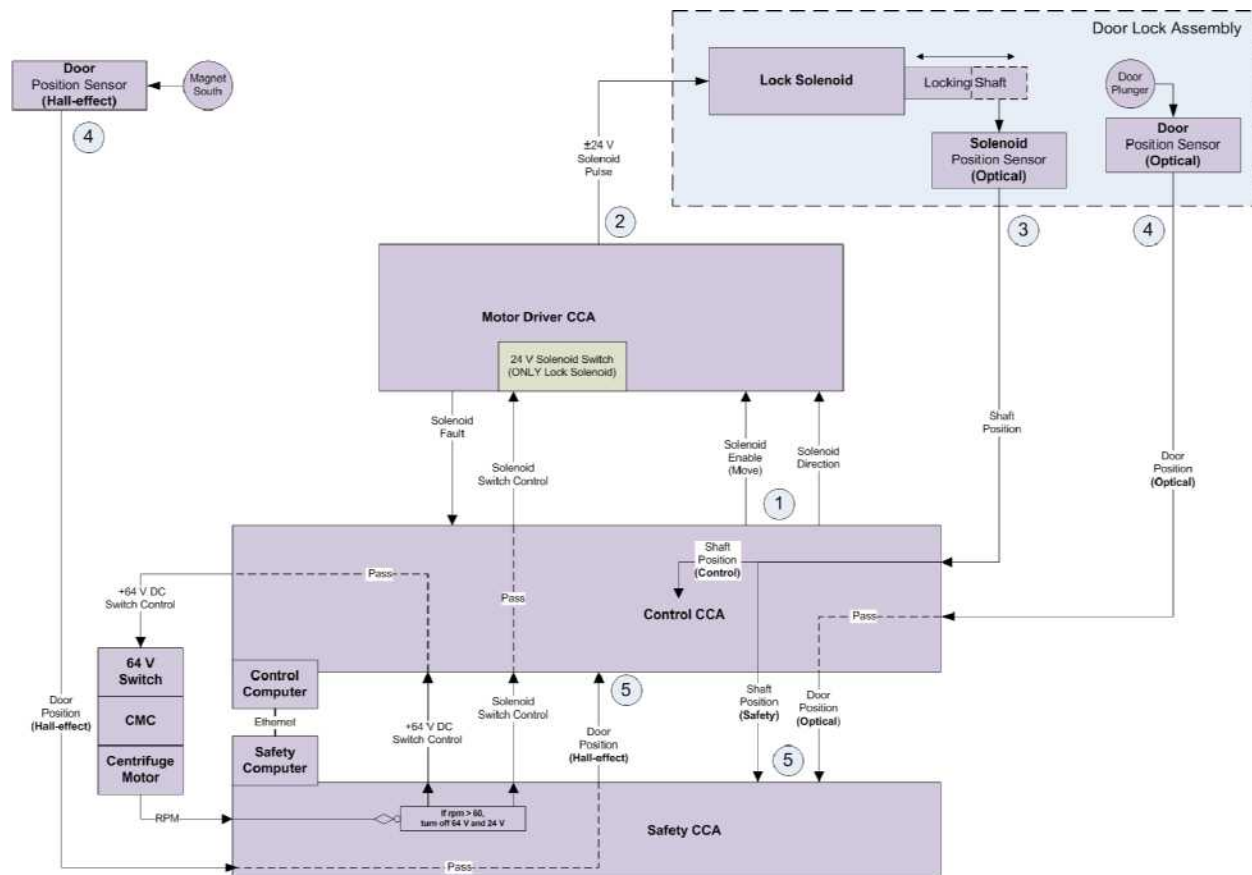 Door Lock Assembly
Door
Position Sensor
(Hall-effect)
Magnet
South
4
Lock Solenoid
Locking Shaft
Door
Plunger
Solenoid
Position Sensor
(Optical)
Door
Position Sensor
(Optical)
±24 V
Solenoid
Pulse
2
3
4
Motor Driver CCA
24 V Solenoid Switch
(ONLY Lock Solenoid)
Solenoid
Fault
Solenoid
Switch Control
Solenoid
Enable
(Move)
Solenoid
Direction
Shaft
Position
Door
Position
(Optical)
1
+64 V DC
Switch Control
Pass
Pass
Shaft
Position
(Control)
Control CCA
Pass
64 V
Switch
CMC
Centrifuge
Motor
Control
Computer
Ethernet
Safety
Computer
Door
Position
(Hall-effect)
+64 V DC
Switch Control
Solenoid
Switch Control
Door
Position
(Hall-effect)
5
Shaft
Position
(Safety)
Door
Position
(Optical)
5
RPM
If rpm > 60,
turn off 64 V and 24 V
Safety CCA
Pass